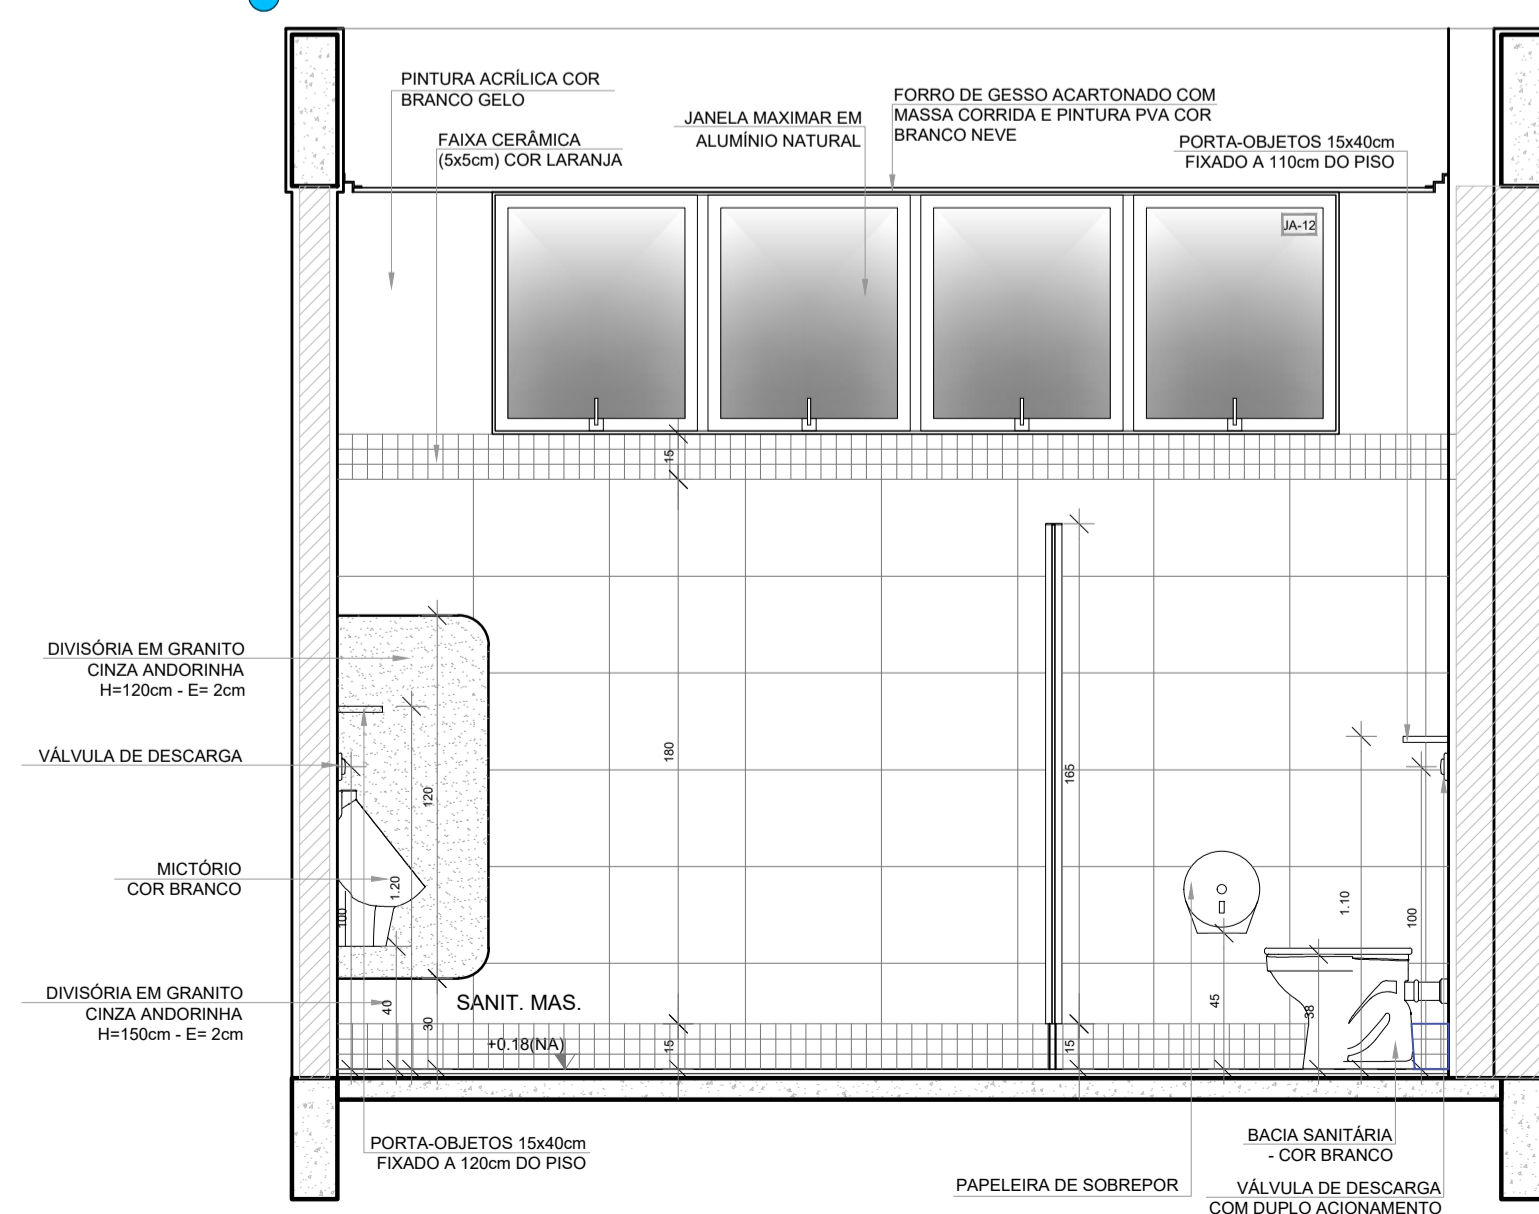 PINTURA ACRÍLICA COR
BRANCO GELO
FAIXA CERÂMICA
(5x5cm) COR LARANJA
JANELA MAXIMAR EM
ALUMÍNIO NATURAL
FORRO DE GESSO ACARTONADO COM
MASSA CORRIDA E PINTURA PVA COR
BRANCO NEVE
PORTA-OBJETOS 15x40cm
FIXADO A 110cm DO PISO
JA-12
15
DIVISÓRIA EM GRANITO
CINZA ANDORINHA
H=120cm - E= 2cm
VÁLVULA DE DESCARGA
MICTÓRIO
COR BRANCO
DIVISÓRIA EM GRANITO
CINZA ANDORINHA
H=150cm - E= 2cm
180
165
120
1.20
100
1.10
100
40
30
45
38
SANIT. MAS.
+0.18(NA)
15
15
PORTA-OBJETOS 15x40cm
FIXADO A 120cm DO PISO
PAPELEIRA DE SOBREPOR
BACIA SANITÁRIA
- COR BRANCO
VÁLVULA DE DESCARGA
COM DUPLO ACIONAMENTO